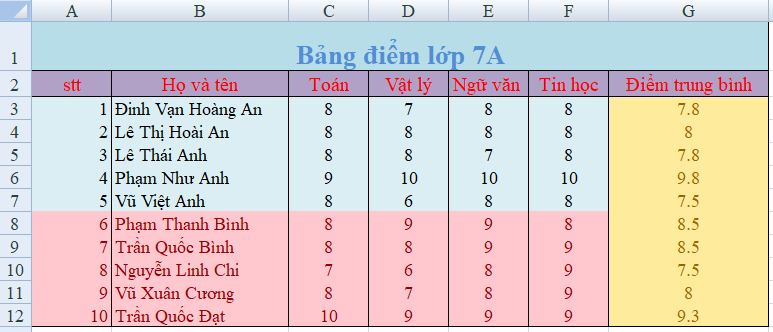 A B C D E F G
1 Bảng điểm lớp 7A
2 stt Họ và tên Toán Vật lý Ngữ văn Tin học Điểm trung bình
3 1 Đinh Vạn Hoàng An 8 7 8 8 7.8
4 2 Lê Thị Hoài An 8 8 8 8 8
5 3 Lê Thái Anh 8 8 7 8 7.8
6 4 Phạm Như Anh 9 10 10 10 9.8
7 5 Vũ Việt Anh 8 6 8 8 7.5
8 6 Phạm Thanh Bình 8 9 9 8 8.5
9 7 Trần Quốc Bình 8 8 9 9 8.5
10 8 Nguyễn Linh Chi 7 6 8 9 7.5
11 9 Vũ Xuân Cương 8 7 8 9 8
12 10 Trần Quốc Đạt 10 9 9 9 9.3